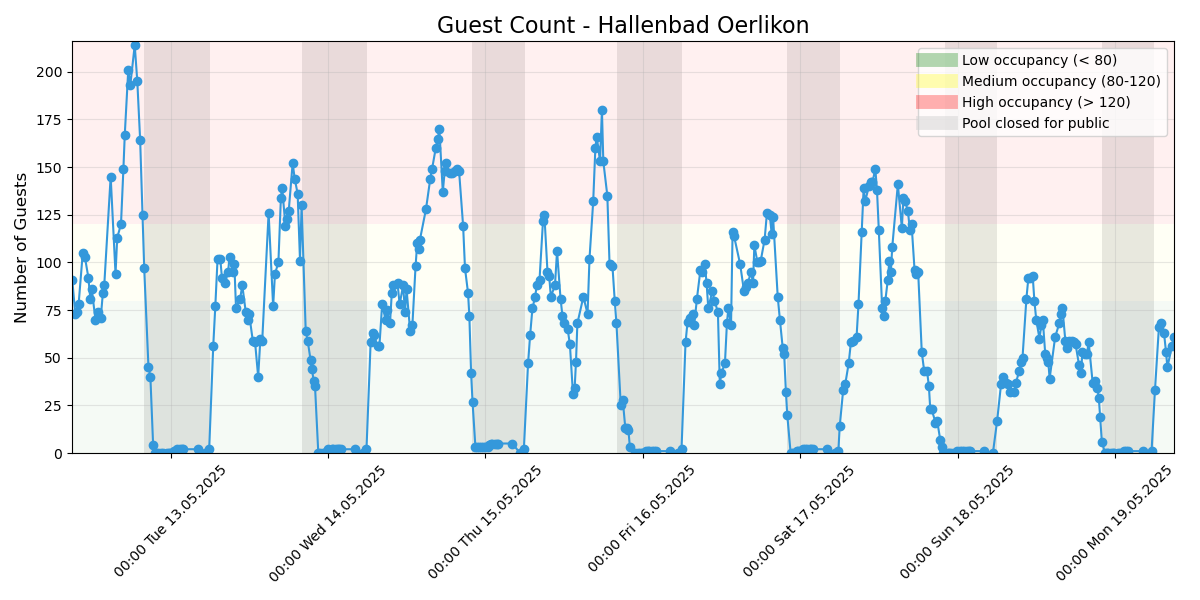 Guest Count - Hallenbad Oerlikon
Number of Guests
200
175
150
125
100
75
50
25
0
Low occupancy (< 80)
Medium occupancy (80-120)
High occupancy (> 120)
Pool closed for public
00:00 Tue 13.05.2025
00:00 Wed 14.05.2025
00:00 Thu 15.05.2025
00:00 Fri 16.05.2025
00:00 Sat 17.05.2025
00:00 Sun 18.05.2025
00:00 Mon 19.05.2025